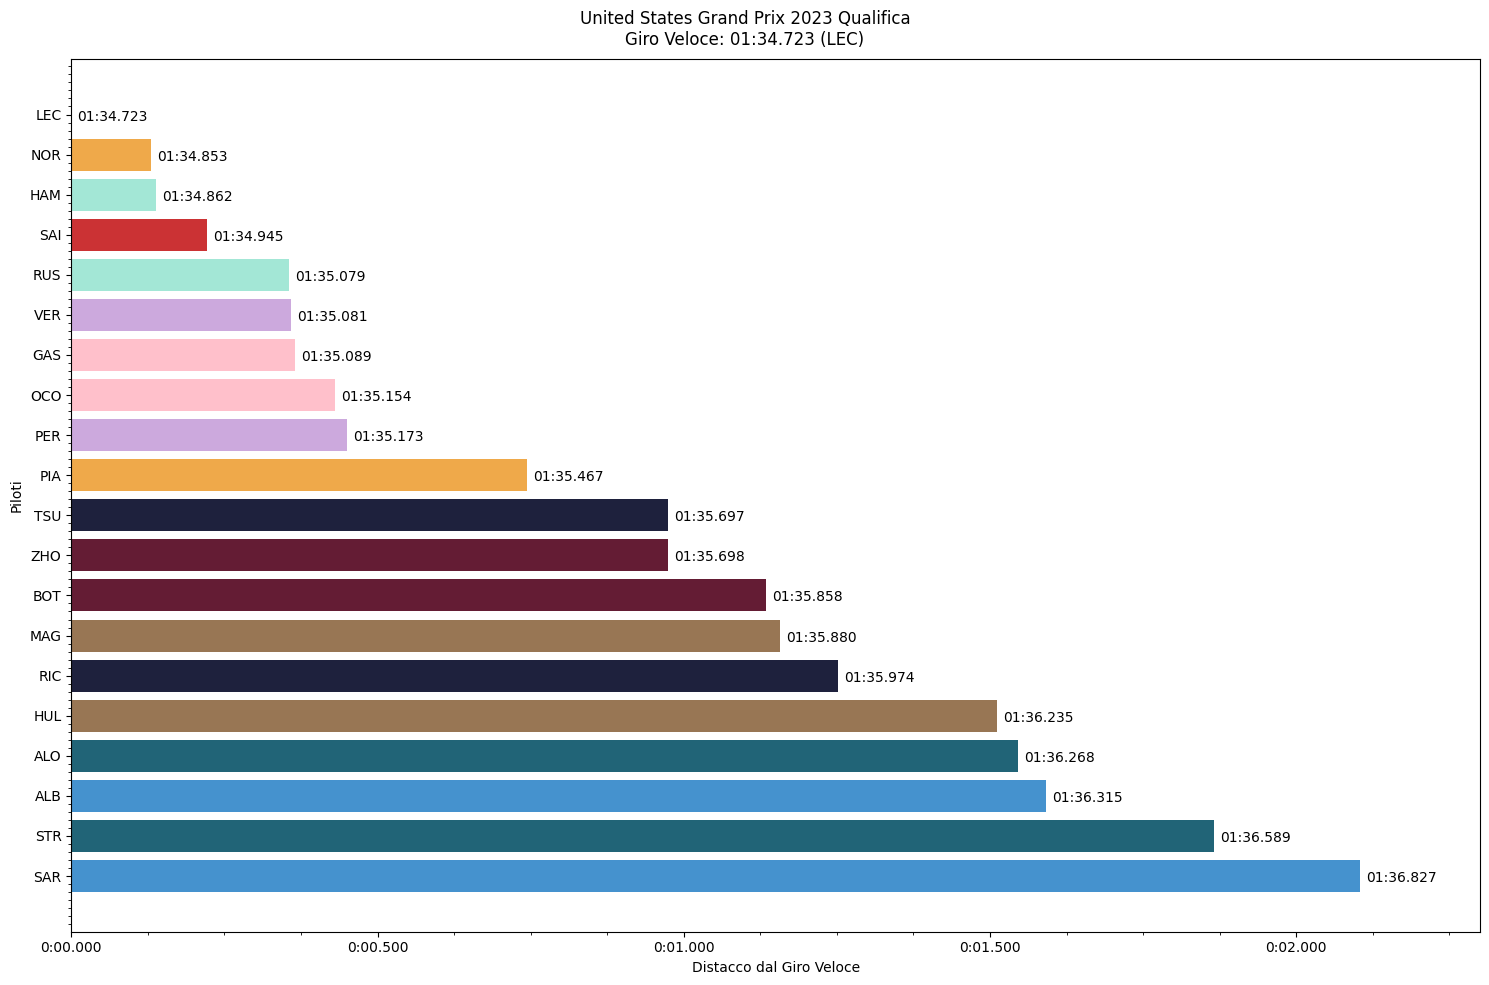 United States Grand Prix 2023 Qualifica
Giro Veloce: 01:34.723 (LEC)
LEC 01:34.723
NOR 01:34.853
HAM 01:34.862
SAI 01:34.945
RUS 01:35.079
VER 01:35.081
GAS 01:35.089
OCO 01:35.154
PER 01:35.173
PIA 01:35.467
Piloti
TSU 01:35.697
ZHO 01:35.698
BOT 01:35.858
MAG 01:35.880
RIC 01:35.974
HUL 01:36.235
ALO 01:36.268
ALB 01:36.315
STR 01:36.589
SAR 01:36.827
0:00.000 0:00.500 0:01.000 0:01.500 0:02.000
Distacco dal Giro Veloce